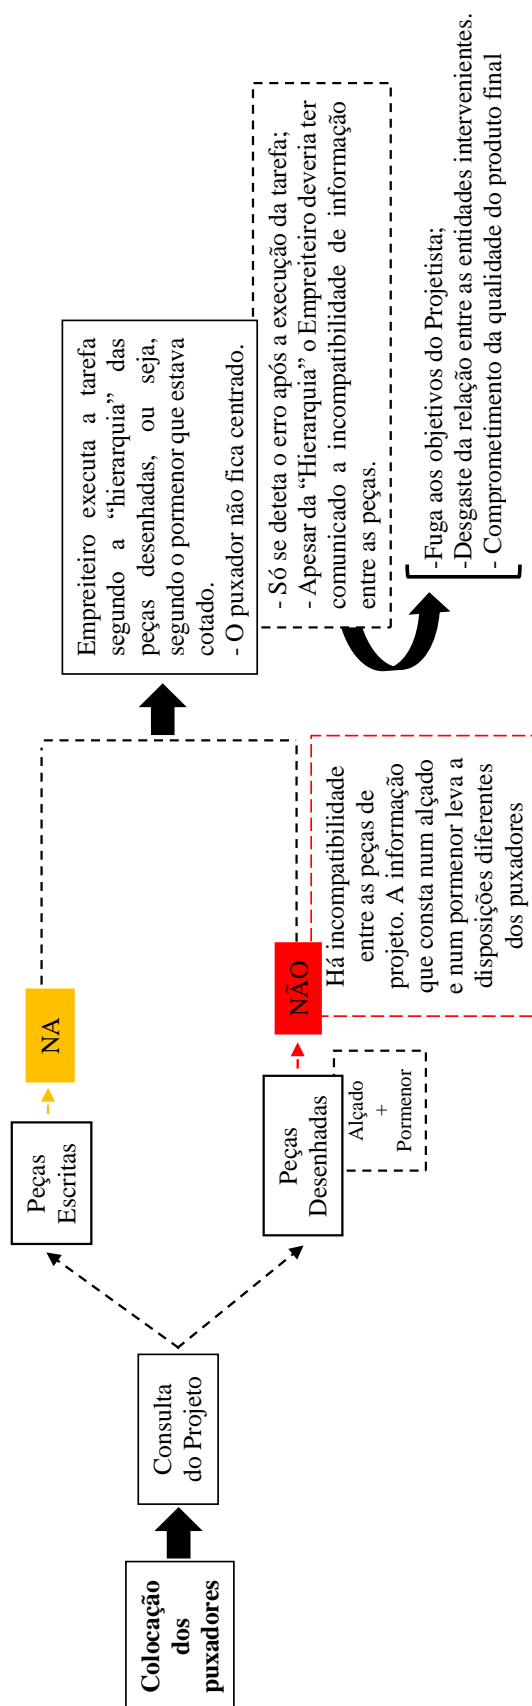 Colocação
dos
puxadores
Consulta
do Projeto
Peças
Escritas
NA
Peças
Desenhadas
Alçado
+
Pormenor
NÃO
Há incompatibilidade
entre as peças de
projeto. A informação
que consta num alçado
e num pormenor leva a
disposições diferentes
dos puxadores
Empreiteiro executa a tarefa
segundo a “hierarquia” das
peças desenhadas, ou seja,
segundo o pormenor que estava
cotado.
- O puxador não fica centrado.
- Só se deteta o erro após a execução da tarefa;
- Apesar da “Hierarquia” o Empreiteiro deveria ter
comunicado a incompatibilidade de informação
entre as peças.
- Fuga aos objetivos do Projetista;
- Desgaste da relação entre as entidades intervenientes.
- Comprometimento da qualidade do produto final